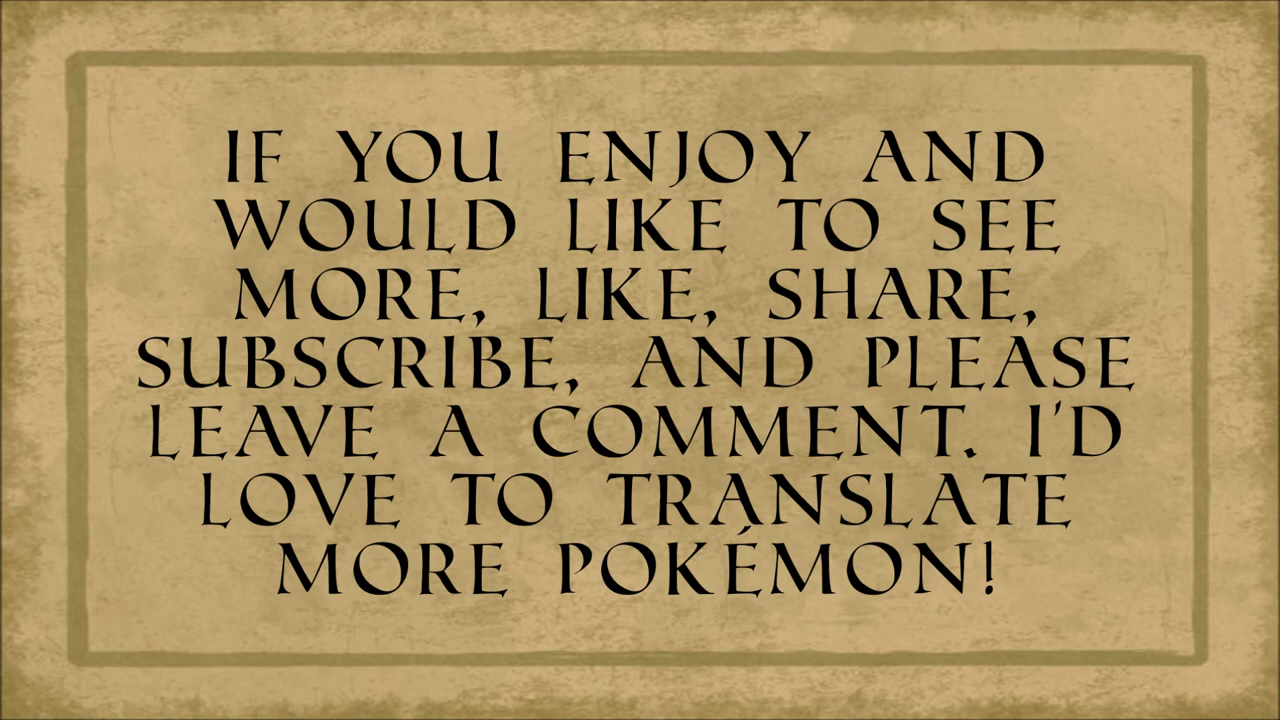 IF YOU ENJOY AND
WOULD LIKE TO SEE
MORE, LIKE, SHARE,
SUBSCRIBE, AND PLEASE
LEAVE A COMMENT. I'D
LOVE TO TRANSLATE
MORE POKÉMON!